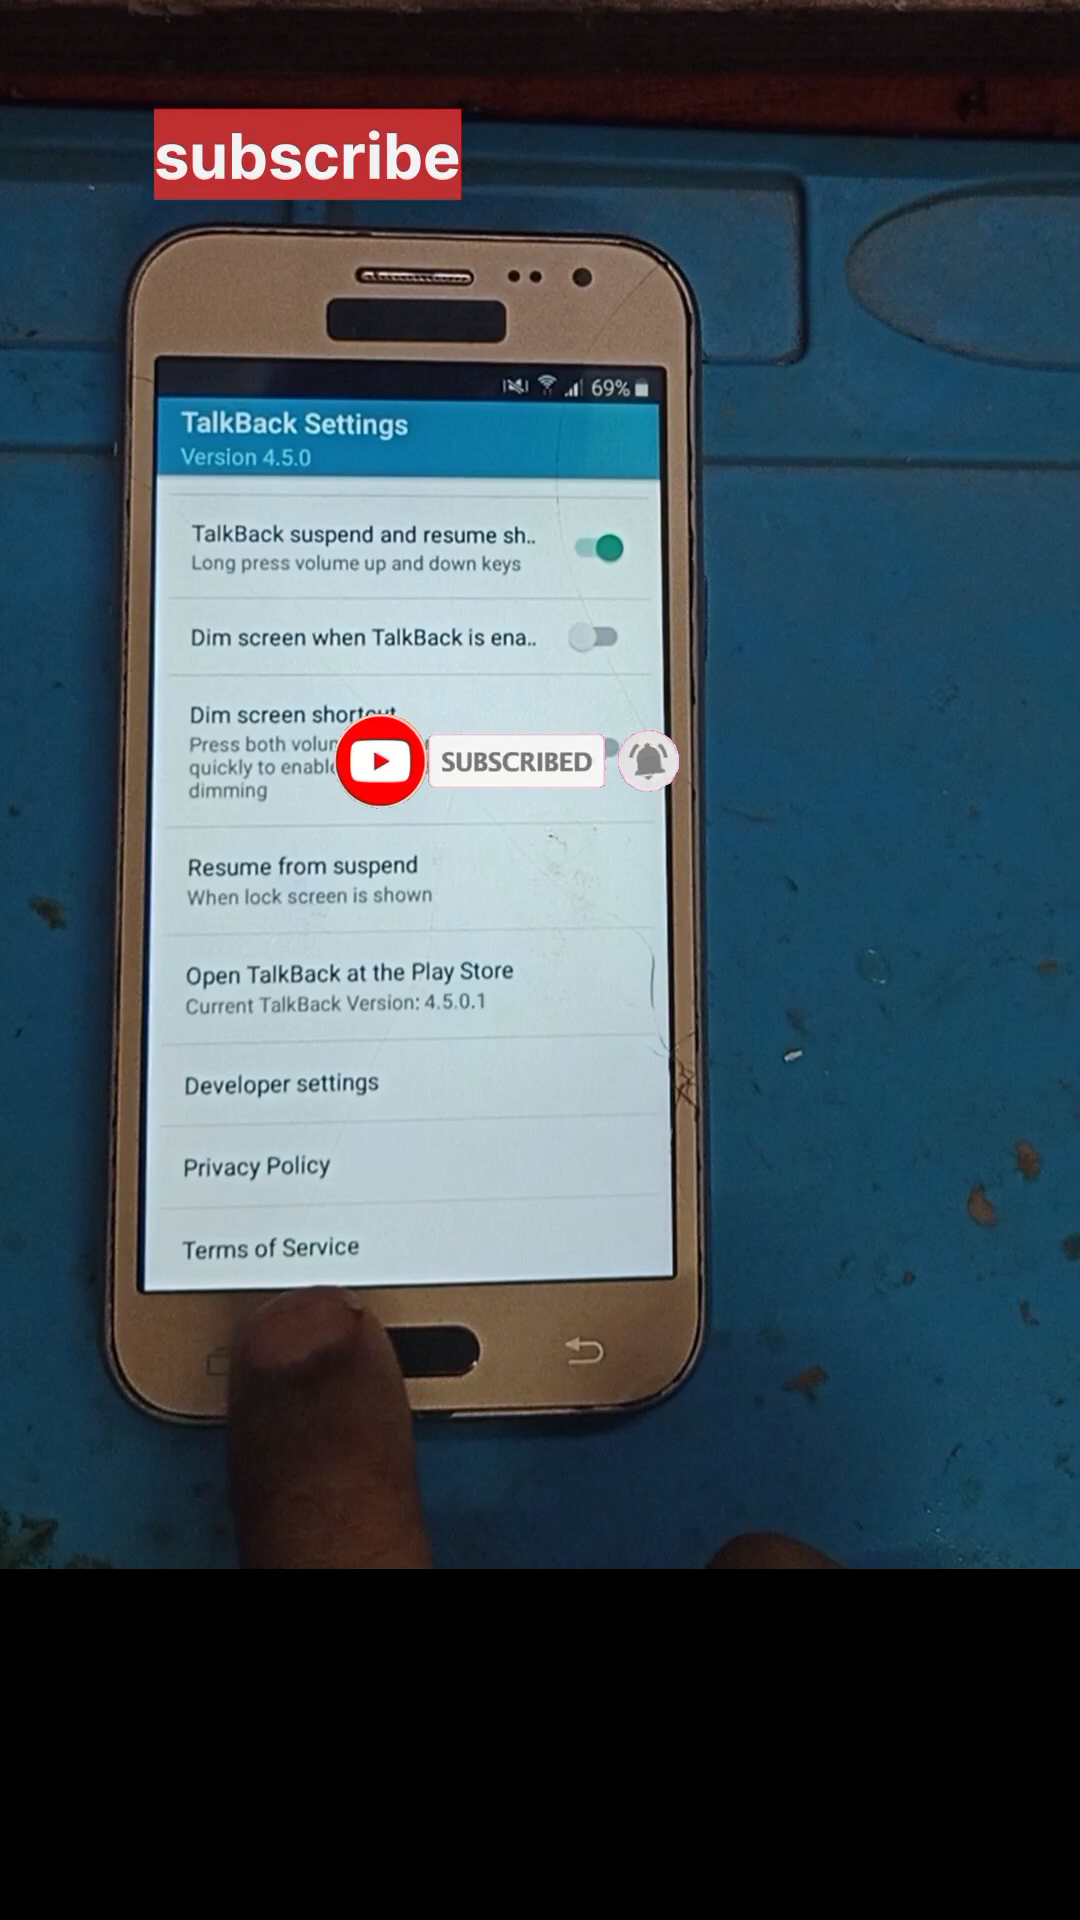 subscribe
69%
TalkBack Settings
Version 4.5.0
TalkBack suspend and resume sh..
Long press volume up and down keys
Dim screen when TalkBack is ena..
Dim screen shortcut
Press both
quickly to
dimming
SUBSCRIBED
Resume from suspend
When lock screen is shown
Open TalkBack at the Play Store
Current TalkBack Version: 4.5.0.1
Developer settings
Privacy Policy
Terms of Service